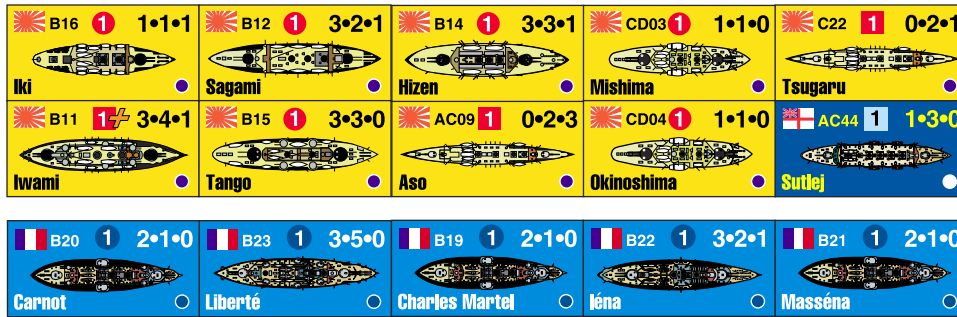 B16 1 1•1•1
Iki
B12 1 3•2•1
Sagami
B14 1 3•3•1
Hizen
CD03 1 1•1•0
Mishima
C22 1 0•2•1
Tsugaru
B11 1+ 3•4•1
Iwami
B15 1 3•3•0
Tango
AC09 1 0•2•3
Aso
CD04 1 1•1•0
Okinoshima
AC44 1 1•3•0
Sutlej
B20 1 2•1•0
Carnot
B23 1 3•5•0
Liberté
B19 1 2•1•0
Charles Martel
B22 1 3•2•1
Iéna
B21 1 2•1•0
Masséna